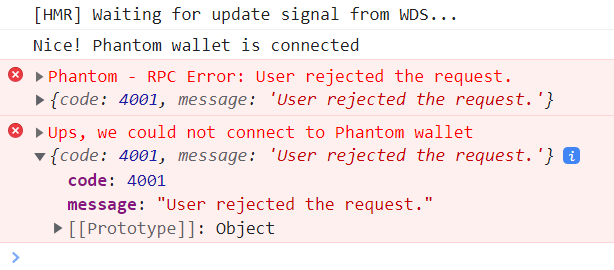 [HMR] Waiting for update signal from WDS...
Nice! Phantom wallet is connected
Phantom - RPC Error: User rejected the request.
{code: 4001, message: 'User rejected the request.'}
Ups, we could not connect to Phantom wallet
{code: 4001, message: 'User rejected the request.'} i
code: 4001
message: "User rejected the request."
[[Prototype]]: Object